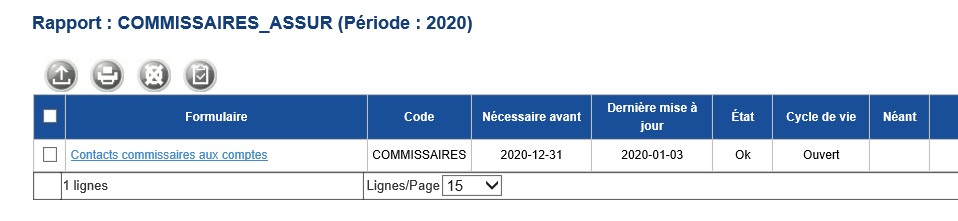 Rapport : COMMISSAIRES_ASSUR (Période : 2020)
Formulaire Code Nécessaire avant Dernière mise à jour État Cycle de vie Néant
Contacts commissaires aux comptes COMMISSAIRES 2020-12-31 2020-01-03 Ok Ouvert
1 lignes Lignes/Page 15